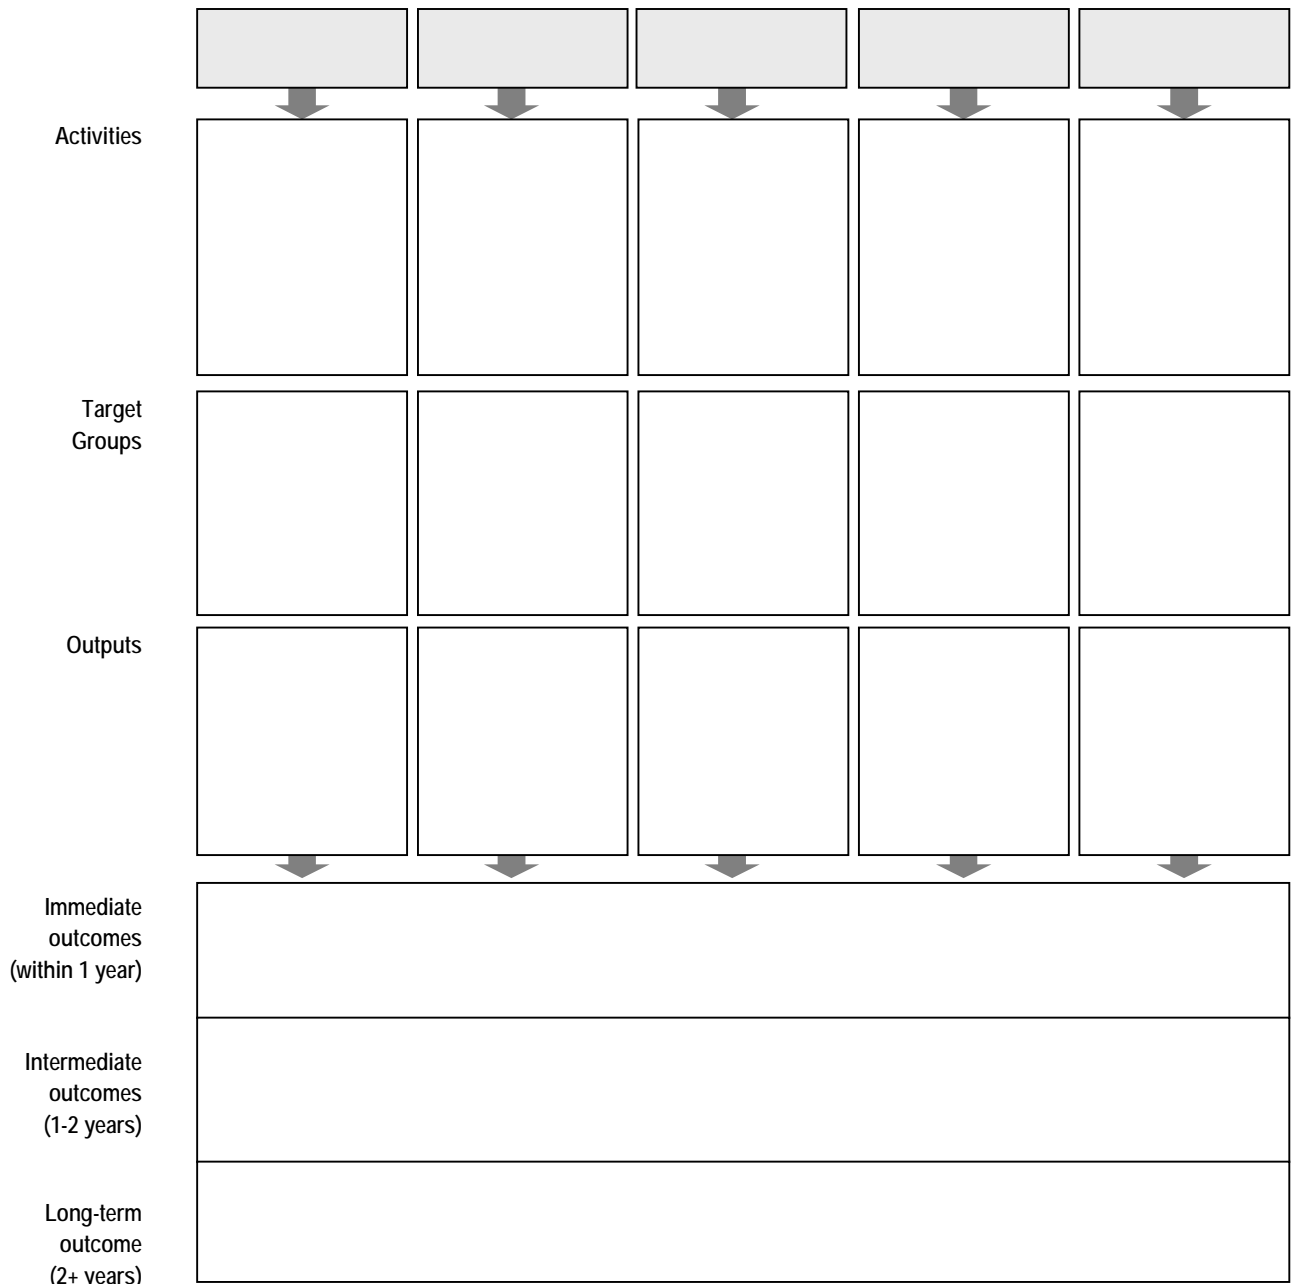 Activities
Target
Groups
Outputs
Immediate
outcomes
(within 1 year)
Intermediate
outcomes
(1-2 years)
Long-term
outcome
(2+ years)